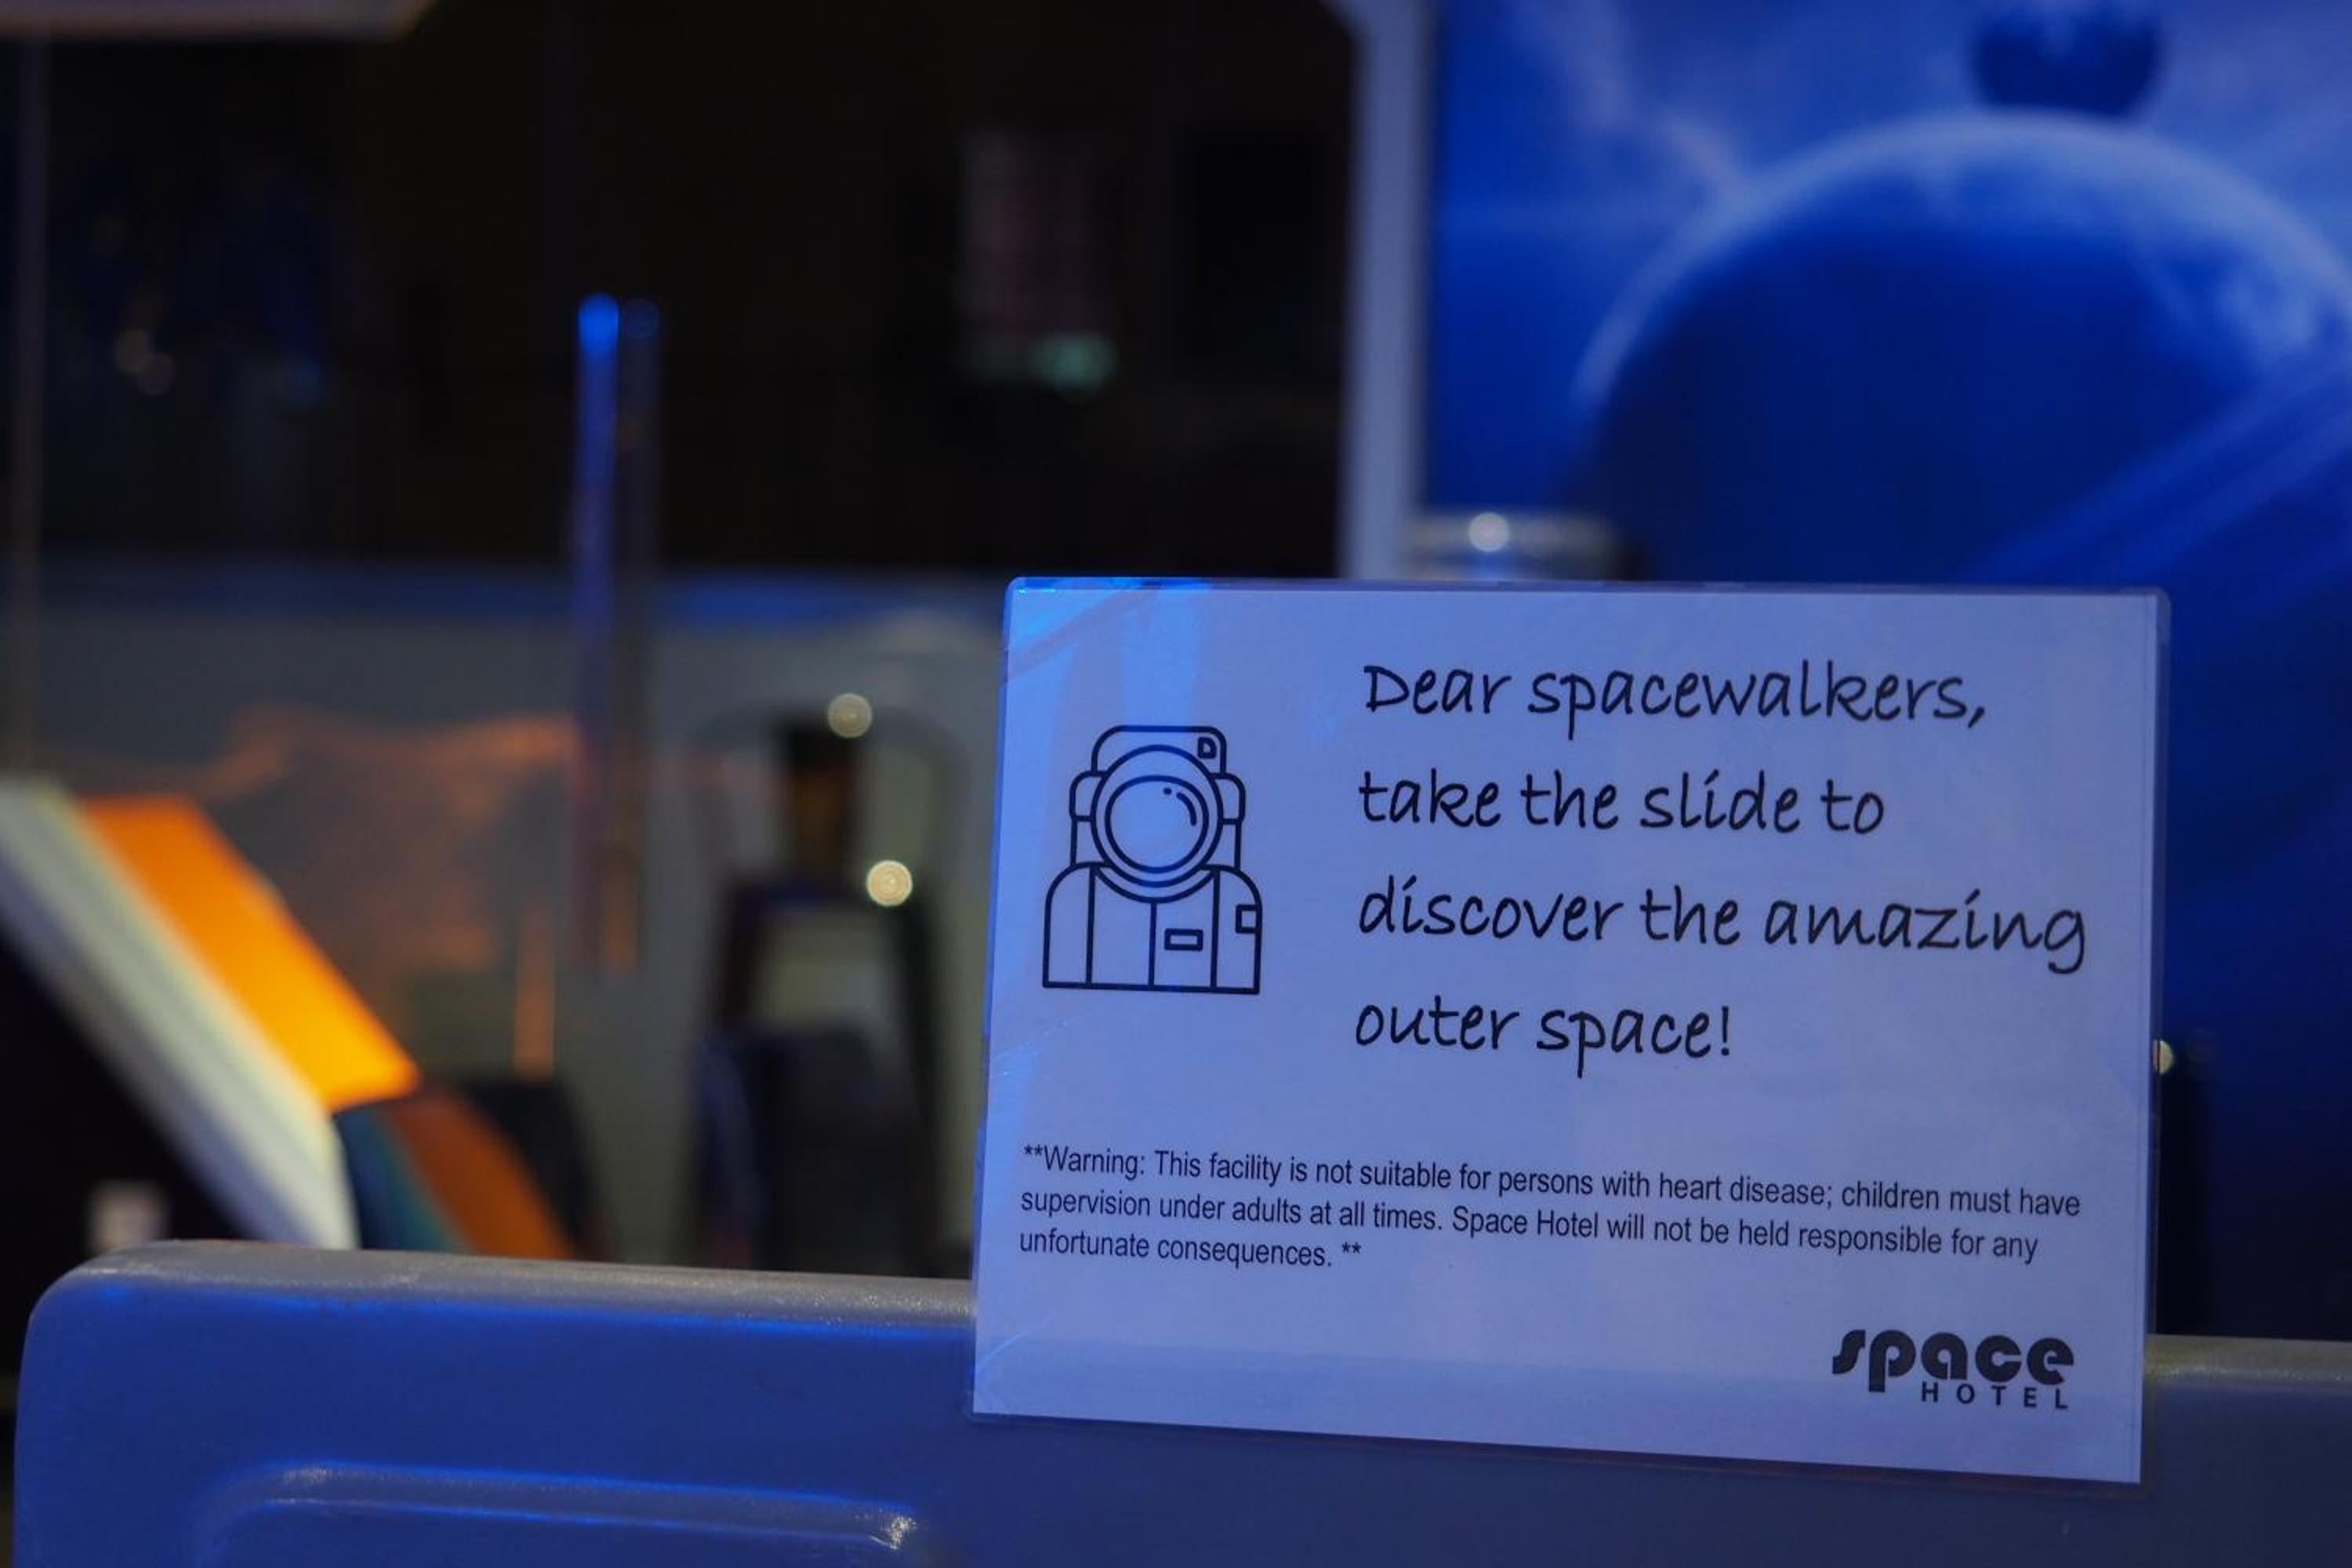 Dear spacewalkers,
take the slide to
discover the amazing
outer space!
**Warning: This facility is not suitable for persons with heart disease; children must have
supervision under adults at all times. Space Hotel will not be held responsible for any
unfortunate consequences. **
space
HOTEL